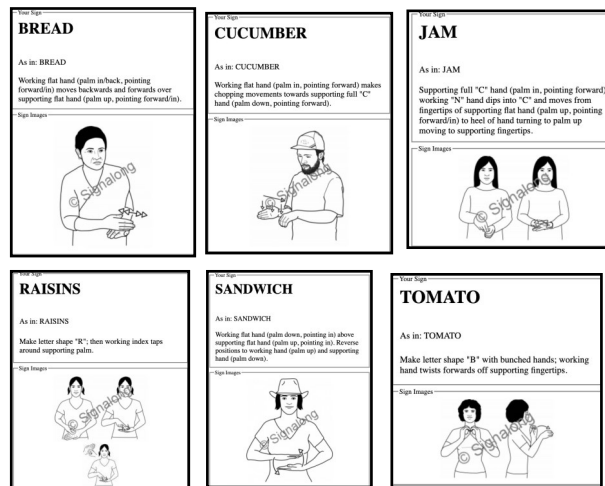 Your Sign
BREAD
As in: BREAD
Working flat hand (palm in/back, pointing
forward/in) moves backwards and forwards over
supporting flat hand (palm up, pointing forward/in).
Sign Images
© Signalong
Your Sign
CUCUMBER
As in: CUCUMBER
Working flat hand (palm in, pointing forward) makes
chopping movements towards supporting full "C"
hand (palm down, pointing forward).
Sign Images
© Signalong
Your Sign
JAM
As in: JAM
Supporting full "C" hand (palm in, pointing forward)
working "N" hand dips into "C" and moves from
fingertips of supporting flat hand (palm up, pointing
forward/in) to heel of hand turning to palm up
moving to supporting fingertips.
Sign Images
© Signalong
Your Sign
RAISINS
As in: RAISINS
Make letter shape "R"; then working index taps
around supporting palm.
Sign Images
© Signalong
Your Sign
SANDWICH
As in: SANDWICH
Working flat hand (palm down, pointing in) above
supporting flat hand (palm up, pointing in). Reverse
positions to working hand (palm up) and supporting
hand (palm down).
Sign Images
© Signalong
Your Sign
TOMATO
As in: TOMATO
Make letter shape "B" with bunched hands; working
hand twists forwards off supporting fingertips.
Sign Images
© Signalong